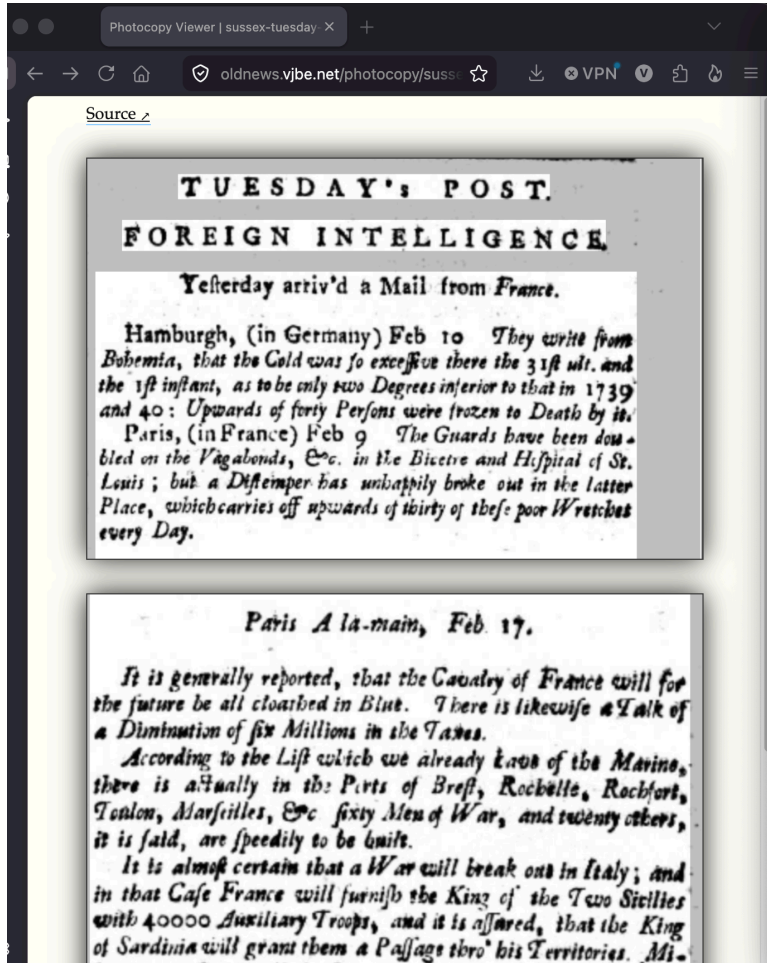 Photocopy Viewer | sussex-tuesday-
oldnews.vjbe.net/photocopy/susse
VPN
V
Source ↗
TUESDAY's POST.
FOREIGN INTELLIGENCE.
Yeſterday arriv'd a Mail from France.
Hamburgh, (in Germany) Feb 10 They write from
Bohemia, that the Cold was ſo exceſſive there the 31ſt ult. and
the 1ſt inſtant, as to be only two Degrees inferior to that in 1739
and 40: Upwards of forty Perſons were frozen to Death by it.
Paris, (in France) Feb 9 The Guards have been dou-
bled on the Vagabonds, &c. in the Bicetre and Hoſpital of St.
Louis; but a Diſtemper has unhappily broke out in the latter
Place, which carries off upwards of thirty of theſe poor Wretches
every Day.
Paris A la-main, Feb. 17.
It is generally reported, that the Cavalry of France will for
the future be all cloathed in Blue. There is likewiſe a Talk of
a Diminution of ſix Millions in the Taxes.
According to the Liſt which we already have of the Marine,
there is actually in the Ports of Breſt, Rochelle, Rochfort,
Toulon, Marſeilles, &c ſixty Men of War, and twenty others,
it is ſaid, are ſpeedily to be built.
It is almoſt certain that a War will break out in Italy; and
in that Caſe France will furniſh the King of the Two Sicilies
with 40000 Auxiliary Troops, and it is aſſured, that the King
of Sardinia will grant them a Paſſage thro' his Territories. Mi-